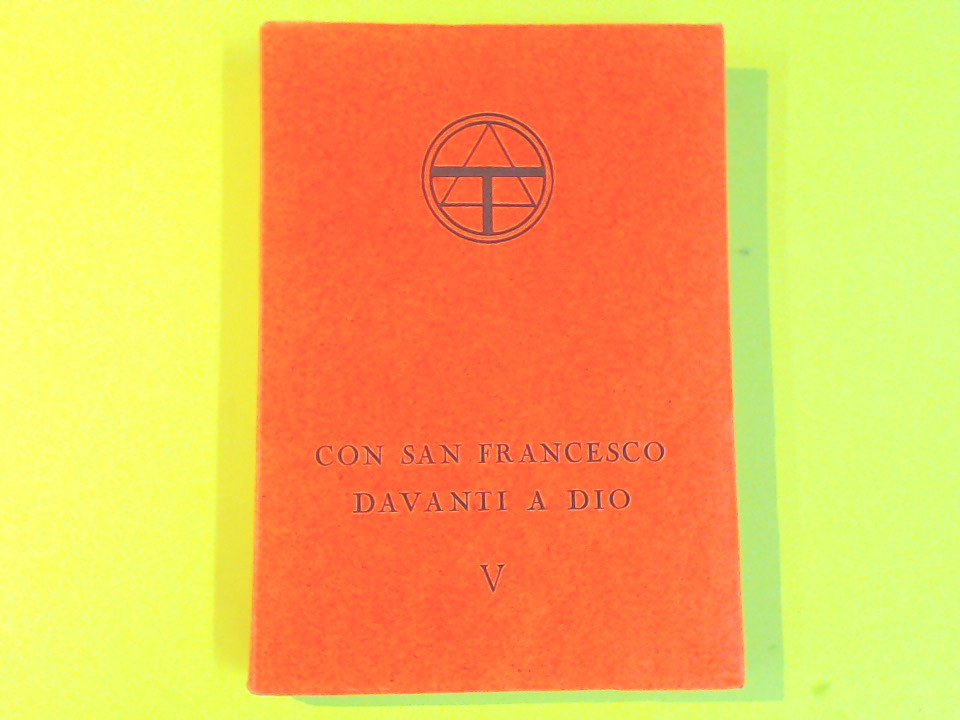 CON SAN FRANCESCO
DAVANTI A DIO
V